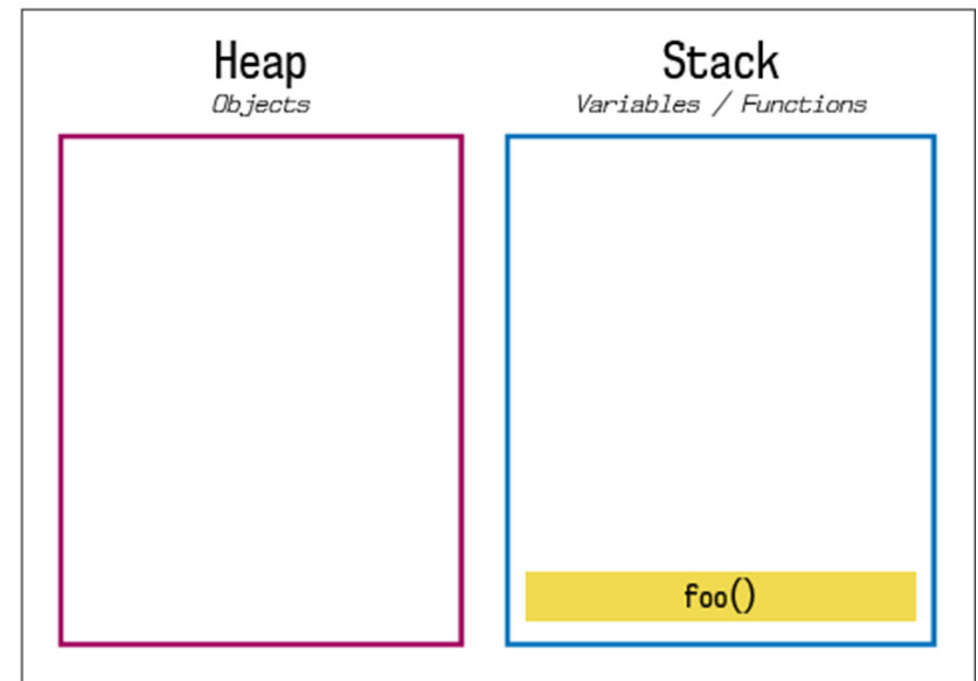 Heap
Objects
Stack
Variables / Functions
foo()